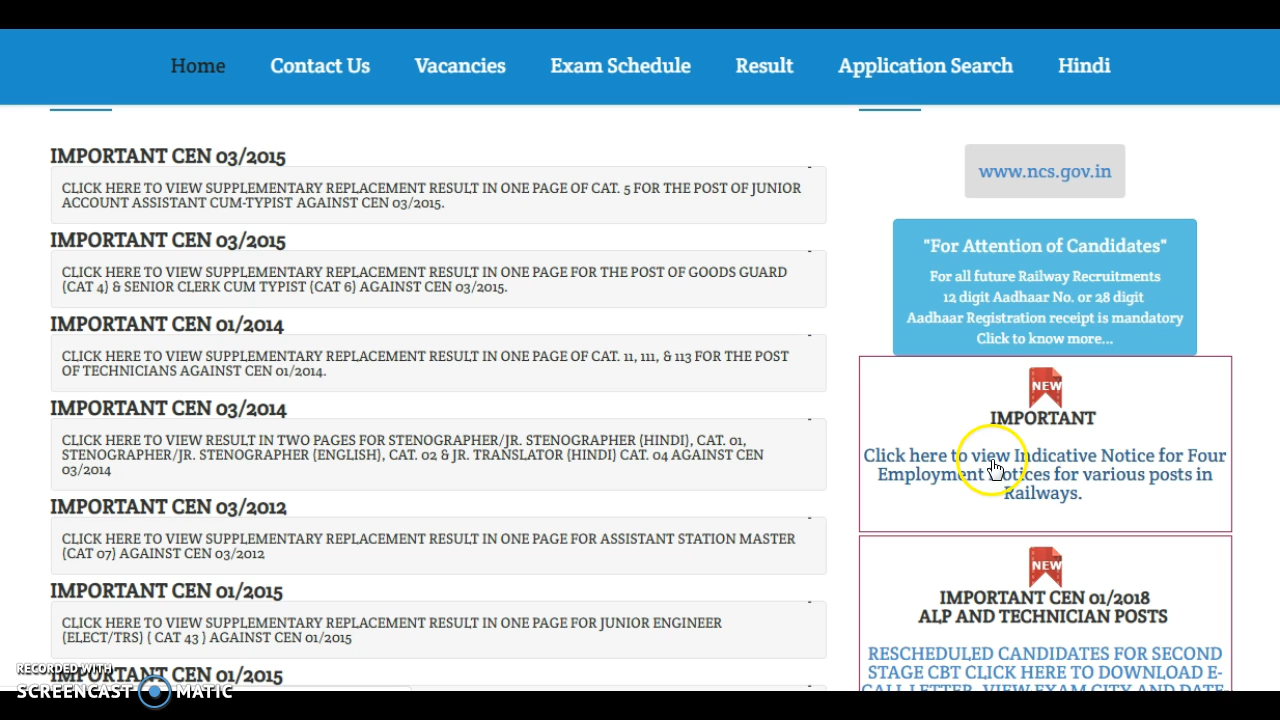 Home Contact Us Vacancies Exam Schedule Result Application Search Hindi
IMPORTANT CEN 03/2015
CLICK HERE TO VIEW SUPPLEMENTARY REPLACEMENT RESULT IN ONE PAGE OF CAT. 5 FOR THE POST OF JUNIOR
ACCOUNT ASSISTANT CUM-TYPIST AGAINST CEN 03/2015.
IMPORTANT CEN 03/2015
CLICK HERE TO VIEW SUPPLEMENTARY REPLACEMENT RESULT IN ONE PAGE FOR THE POST OF GOODS GUARD
(CAT 4) & SENIOR CLERK CUM TYPIST (CAT 6) AGAINST CEN 03/2015.
IMPORTANT CEN 01/2014
CLICK HERE TO VIEW SUPPLEMENTARY REPLACEMENT RESULT IN ONE PAGE OF CAT. 11, 111, & 113 FOR THE POST
OF TECHNICIANS AGAINST CEN 01/2014.
IMPORTANT CEN 03/2014
CLICK HERE TO VIEW RESULT IN TWO PAGES FOR STENOGRAPHER/JR. STENOGRAPHER (HINDI), CAT. 01,
STENOGRAPHER/JR. STENOGRAPHER (ENGLISH), CAT. 02 & JR. TRANSLATOR (HINDI) CAT. 04 AGAINST CEN
03/2014
IMPORTANT CEN 03/2012
CLICK HERE TO VIEW SUPPLEMENTARY REPLACEMENT RESULT IN ONE PAGE FOR ASSISTANT STATION MASTER
(CAT 07) AGAINST CEN 03/2012
IMPORTANT CEN 01/2015
CLICK HERE TO VIEW SUPPLEMENTARY REPLACEMENT RESULT IN ONE PAGE FOR JUNIOR ENGINEER
(ELECT/TRS) { CAT 43 } AGAINST CEN 01/2015
IMPORTANT CEN 01/2015
www.ncs.gov.in
"For Attention of Candidates"
For all future Railway Recruitments
12 digit Aadhaar No. or 28 digit
Aadhaar Registration receipt is mandatory
Click to know more...
NEW
IMPORTANT
Click here to view Indicative Notice for Four
Employment Notices for various posts in
Railways.
NEW
IMPORTANT CEN 01/2018
ALP AND TECHNICIAN POSTS
RESCHEDULED CANDIDATES FOR SECOND
STAGE CBT CLICK HERE TO DOWNLOAD E-
CALL LETTER, VIEW EXAM CITY AND DATE-
RECORDED WITH
SCREENCAST MATIC